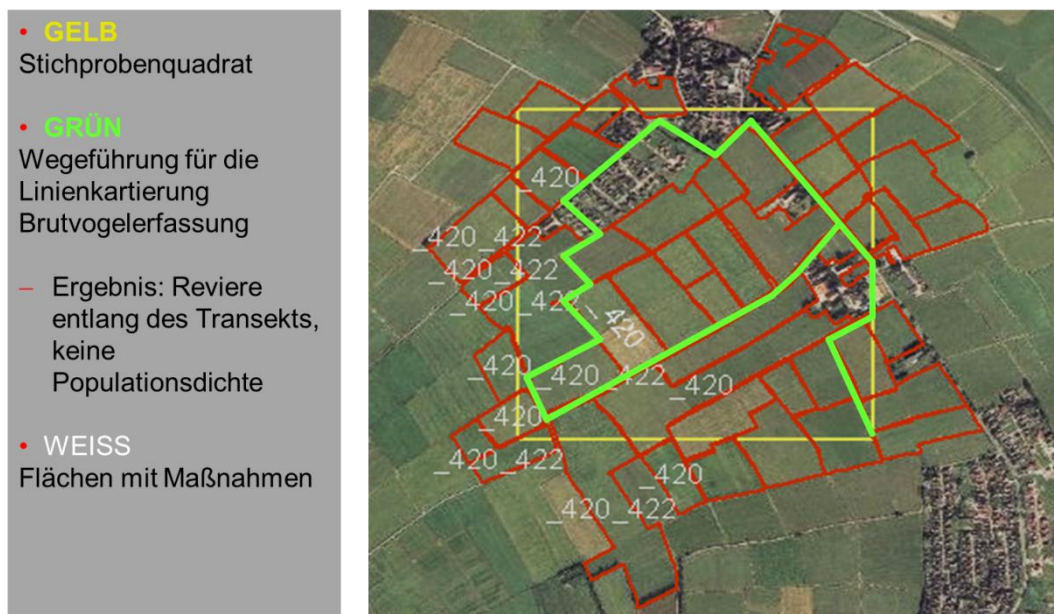 • GELB
Stichprobenquadrat
• GRÜN
Wegeführung für die
Linienkartierung
Brutvogelerfassung
– Ergebnis: Reviere
entlang des Transekts,
keine
Populationsdichte
• WEISS
Flächen mit Maßnahmen
_420
_420_422
_420_422
_420_422
_420
_420
_420_422
_420
_420
_420_422
_420
_420_422